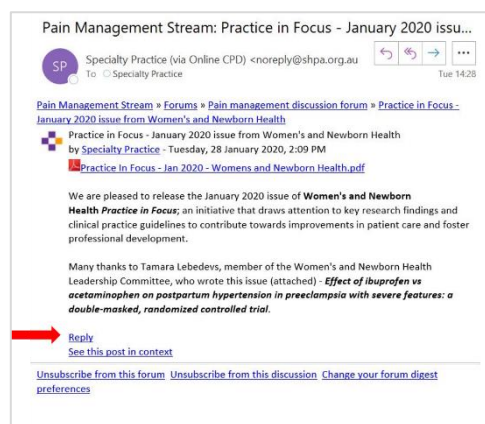 Pain Management Stream: Practice in Focus - January 2020 issu...
SP
Specialty Practice (via Online CPD) <noreply@shpa.org.au
To Specialty Practice
Tue 14:28
Pain Management Stream » Forums » Pain management discussion forum » Practice in Focus -
January 2020 issue from Women's and Newborn Health
Practice in Focus - January 2020 issue from Women's and Newborn Health
by Specialty Practice - Tuesday, 28 January 2020, 2:09 PM
Practice In Focus - Jan 2020 - Womens and Newborn Health.pdf
We are pleased to release the January 2020 issue of Women's and Newborn
Health Practice in Focus; an initiative that draws attention to key research findings and
clinical practice guidelines to contribute towards improvements in patient care and foster
professional development.
Many thanks to Tamara Lebedevs, member of the Women's and Newborn Health
Leadership Committee, who wrote this issue (attached) - Effect of ibuprofen vs
acetaminophen on postpartum hypertension in preeclampsia with severe features: a
double-masked, randomized controlled trial.
Reply
See this post in context
Unsubscribe from this forum Unsubscribe from this discussion Change your forum digest
preferences